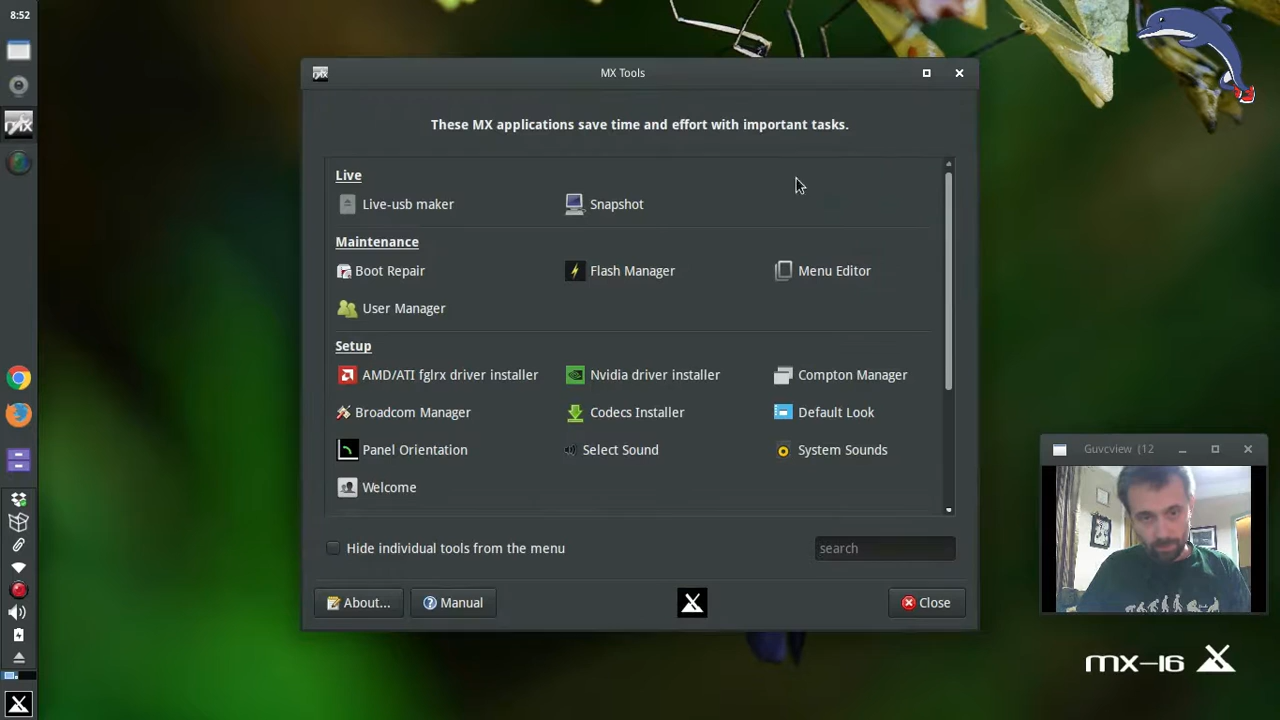 8:52
MX Tools
These MX applications save time and effort with important tasks.
Live
Live-usb maker
Snapshot
Maintenance
Boot Repair
Flash Manager
Menu Editor
User Manager
Setup
AMD/ATI fglrx driver installer
Nvidia driver installer
Compton Manager
Broadcom Manager
Codecs Installer
Default Look
Panel Orientation
Select Sound
System Sounds
Welcome
Hide individual tools from the menu
search
About...
Manual
Close
Guvcview (12
mx-16